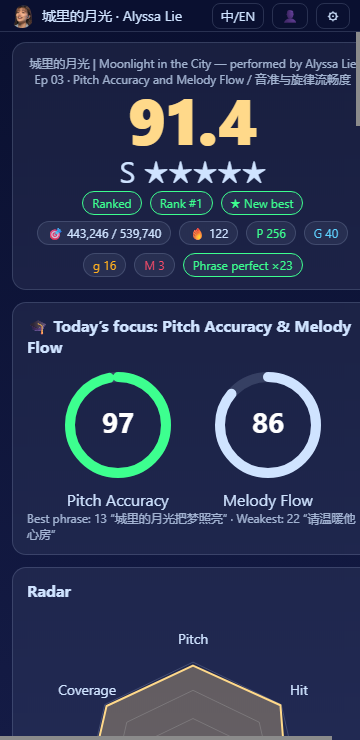 城里的月光 · Alyssa Lie
中/EN
城里的月光 | Moonlight in the City — performed by Alyssa Lie
Ep 03 · Pitch Accuracy and Melody Flow / 音准与旋律流畅度
91.4
S ★★★★★
Ranked
Rank #1
★ New best
443,246 / 539,740
122
P 256
G 40
g 16
M 3
Phrase perfect ×23
Today's focus: Pitch Accuracy & Melody
Flow
97
86
Pitch Accuracy
Melody Flow
Best phrase: 13 “城里的月光把梦照亮” · Weakest: 22 “请温暖他
心房”
Radar
Pitch
Coverage
Hit